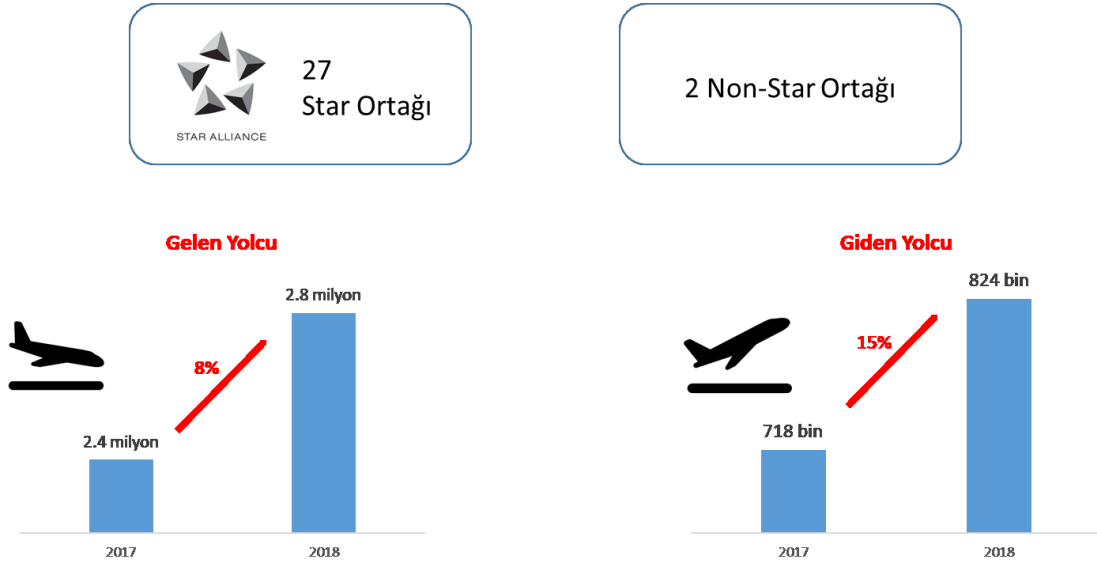 27
Star Ortağı
STAR ALLIANCE
2 Non-Star Ortağı
Gelen Yolcu
2.8 milyon
8%
2.4 milyon
2017
2018
Giden Yolcu
824 bin
15%
718 bin
2017
2018